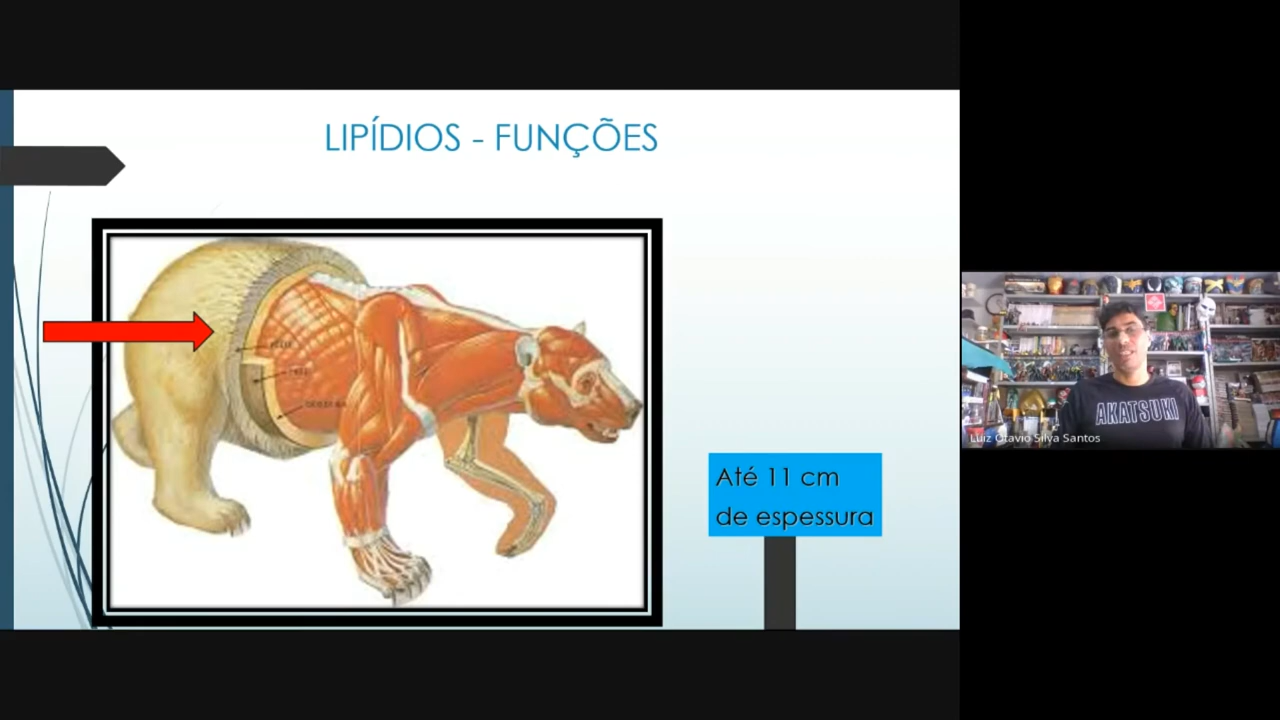 LIPÍDIOS - FUNÇÕES
Até 11 cm
de espessura
AKATSUKI
Luiz Otavio Silva Santos